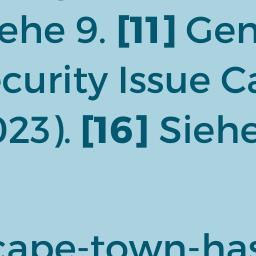 ehe 9. [11] Gen
curity Issue Ca
023). [16] Siehe
cape-town-has